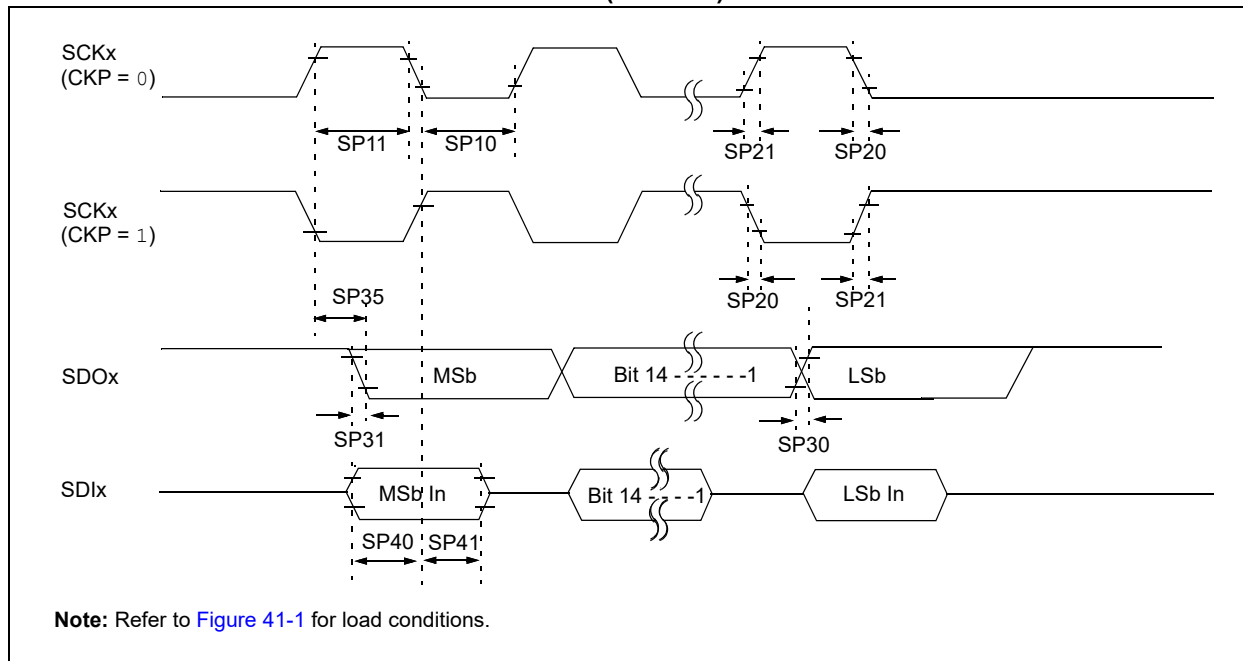 SCKx
(CKP = 0)
SP11
SP10
SP21
SP20
SCKx
(CKP = 1)
SP35
SP20
SP21
SDOx
MSb
Bit 14 - - - - - -1
LSb
SP31
SP30
SDIx
MSb In
Bit 14 - - - - -1
LSb In
SP40
SP41
Note: Refer to Figure 41-1 for load conditions.